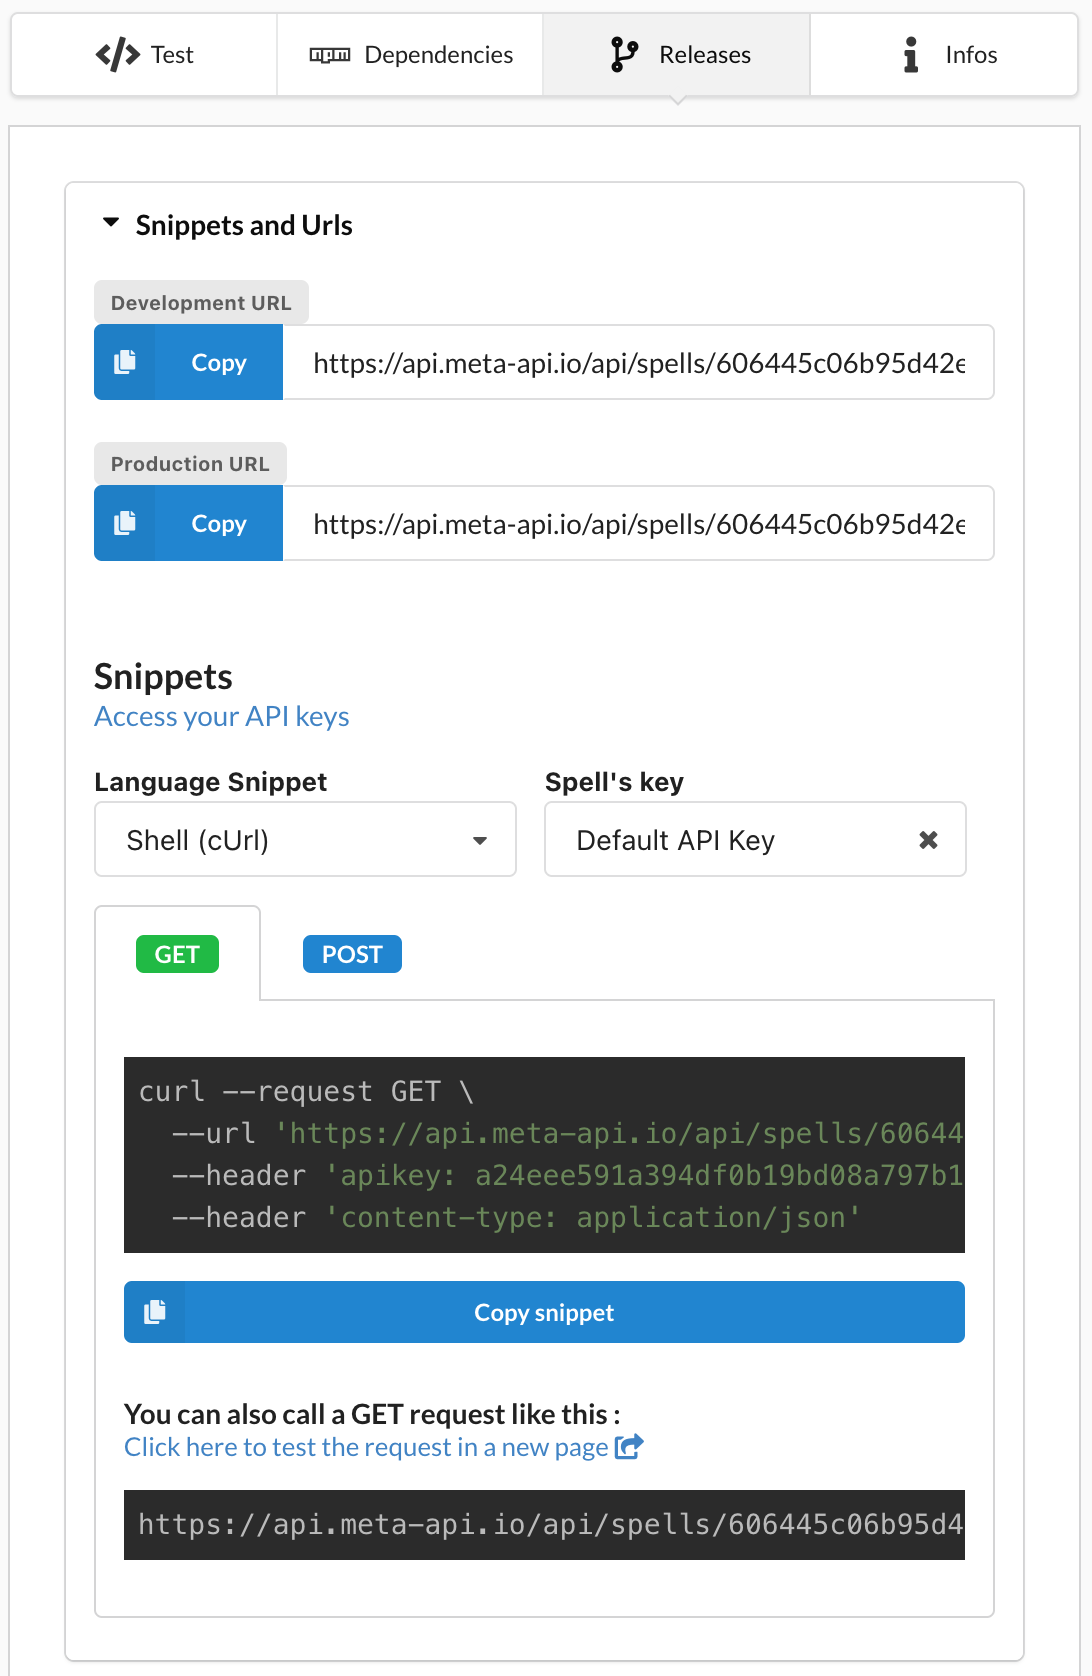 Test
Dependencies
Releases
Infos
Snippets and Urls
Development URL
Copy
https://api.meta-api.io/api/spells/606445c06b95d42e
Production URL
Copy
https://api.meta-api.io/api/spells/606445c06b95d42e
Snippets
Access your API keys
Language Snippet
Spell's key
Shell (cUrl)
Default API Key
GET
POST
curl --request GET \
--url 'https://api.meta-api.io/api/spells/60644
--header 'apikey: a24eee591a394df0b19bd08a797b1
--header 'content-type: application/json'
Copy snippet
You can also call a GET request like this :
Click here to test the request in a new page
https://api.meta-api.io/api/spells/606445c06b95d4